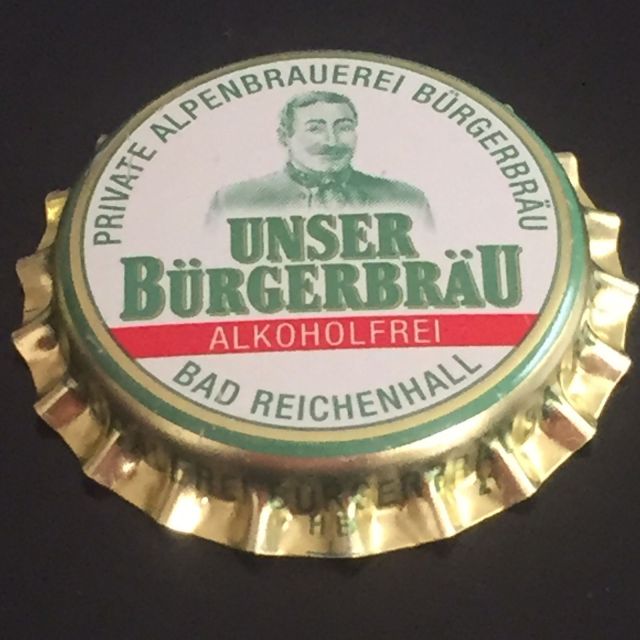 PRIVATE ALPENBRAUEREI BÜRGERBRÄU
UNSER
BÜRGERBRÄU
ALKOHOLFREI
BAD REICHENHALL